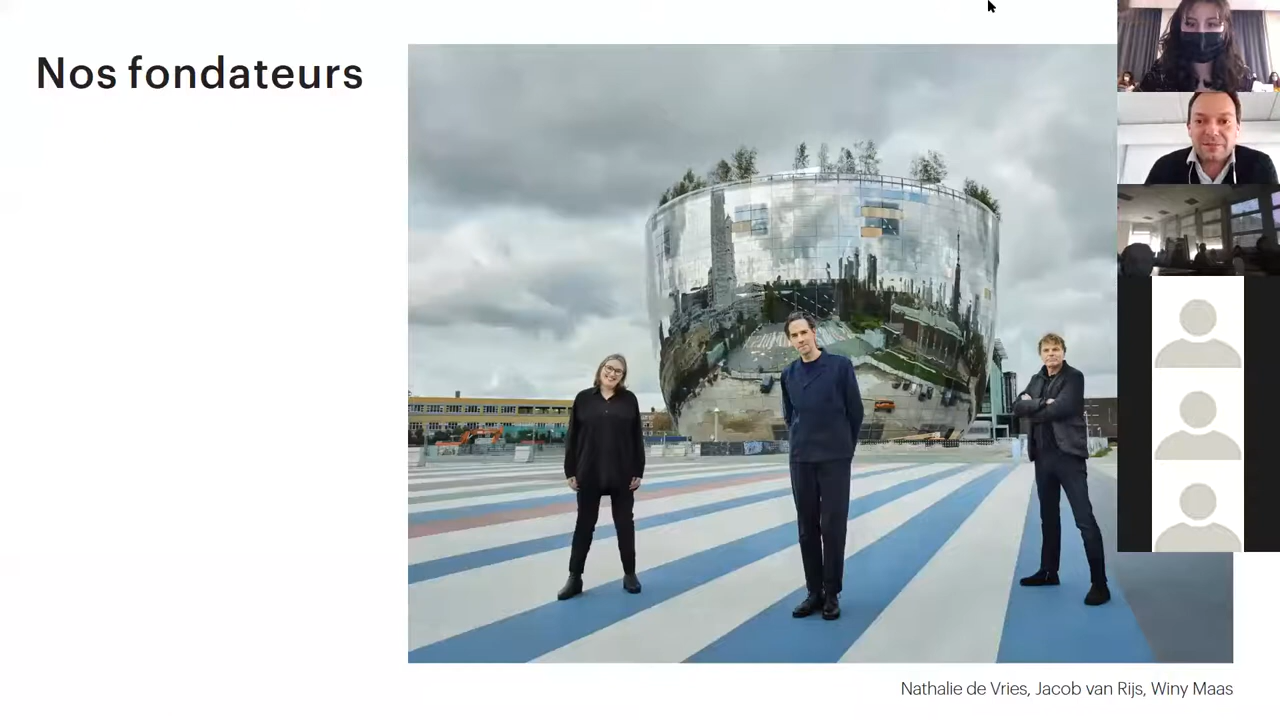 Nos fondateurs
Nathalie de Vries, Jacob van Rijs, Winy Maas